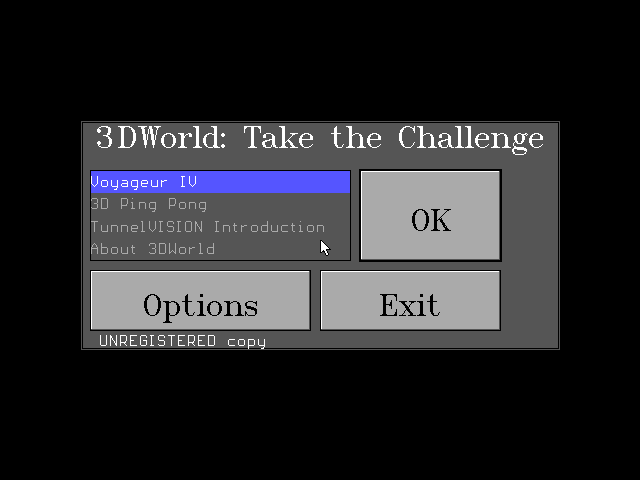 3DWorld: Take the Challenge
Voyageur IV
3D Ping Pong
TunnelVISION Introduction
About 3DWorld
OK
Options
Exit
UNREGISTERED copy